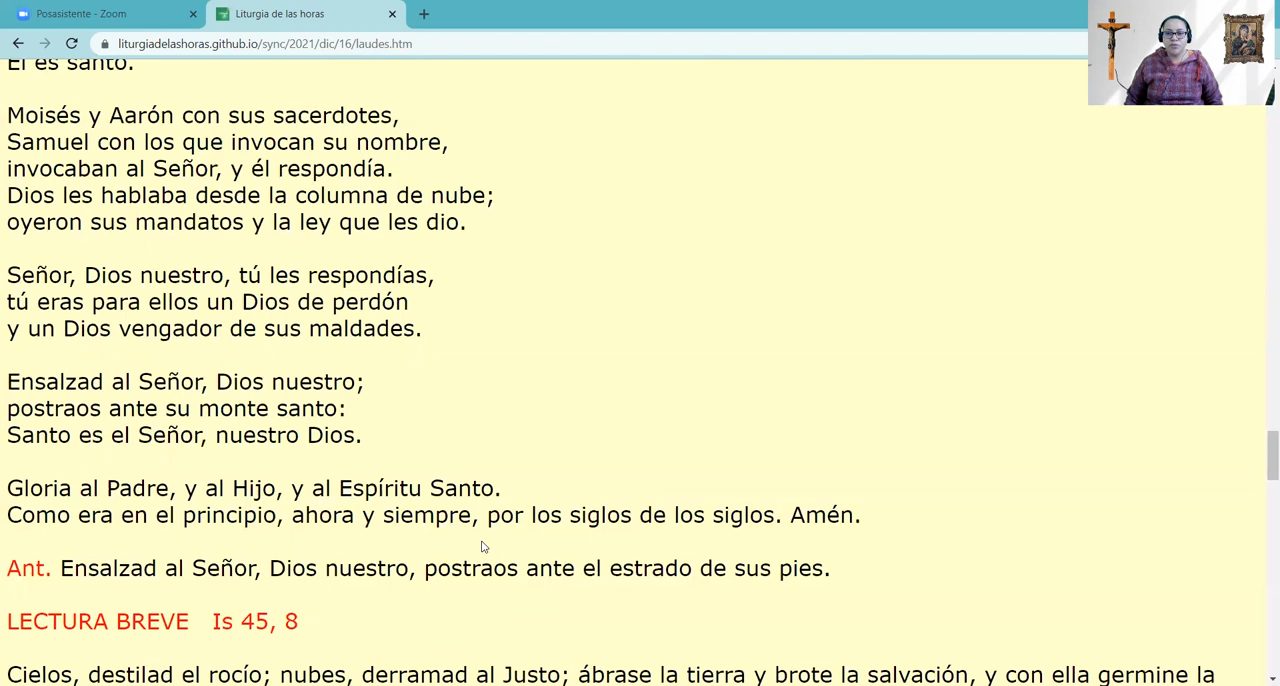 Posasistente - Zoom
Liturgia de las horas
liturgiadelashoras.github.io/sync/2021/dic/16/laudes.htm
Él es santo.
Moisés y Aarón con sus sacerdotes,
Samuel con los que invocan su nombre,
invocaban al Señor, y él respondía.
Dios les hablaba desde la columna de nube;
oyeron sus mandatos y la ley que les dio.
Señor, Dios nuestro, tú les respondías,
tú eras para ellos un Dios de perdón
y un Dios vengador de sus maldades.
Ensalzad al Señor, Dios nuestro;
postraos ante su monte santo:
Santo es el Señor, nuestro Dios.
Gloria al Padre, y al Hijo, y al Espíritu Santo.
Como era en el principio, ahora y siempre, por los siglos de los siglos. Amén.
Ant. Ensalzad al Señor, Dios nuestro, postraos ante el estrado de sus pies.
LECTURA BREVE Is 45, 8
Cielos, destilad el rocío; nubes, derramad al Justo; ábrase la tierra y brote la salvación, y con ella germine la